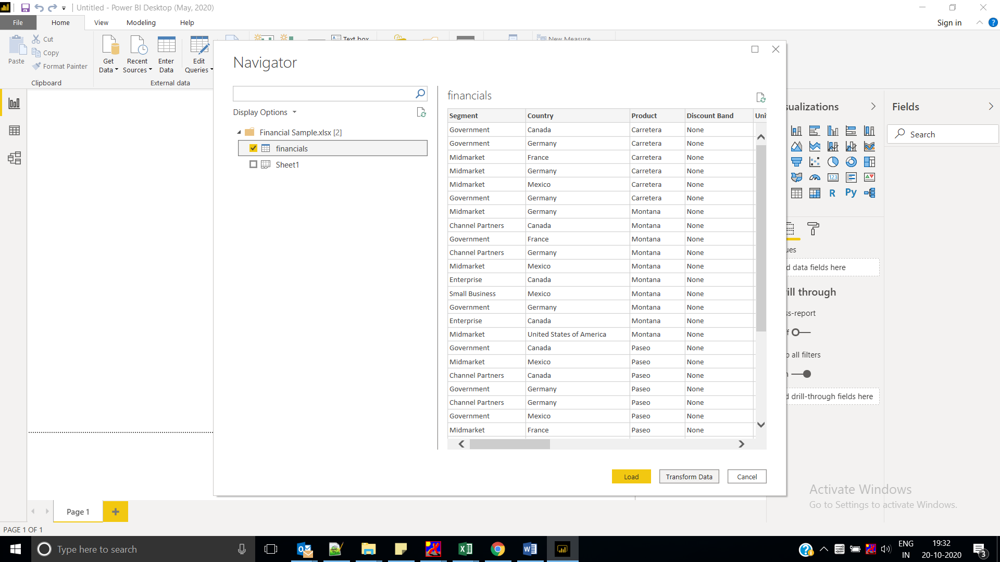 Untitled - Power BI Desktop (May, 2020)
File Home View Modeling Help Sign in
Paste
Cut
Copy
Format Painter
Clipboard
Get Data
Recent Sources
Enter Data
Edit Queries
External data
Text box
New Measure
Navigator
Display Options
Financial Sample.xlsx [2]
financials
Sheet1
financials
Segment Country Product Discount Band Uni
Government Canada Carretera None
Government Germany Carretera None
Midmarket France Carretera None
Midmarket Germany Carretera None
Midmarket Mexico Carretera None
Government Germany Carretera None
Midmarket Germany Montana None
Channel Partners Canada Montana None
Government France Montana None
Channel Partners Germany Montana None
Midmarket Mexico Montana None
Enterprise Canada Montana None
Small Business Mexico Montana None
Government Germany Montana None
Enterprise Canada Montana None
Midmarket United States of America Montana None
Government Canada Paseo None
Midmarket Mexico Paseo None
Channel Partners Canada Paseo None
Government Germany Paseo None
Channel Partners Germany Paseo None
Government Mexico Paseo None
Midmarket France Paseo None
Load Transform Data Cancel
sualizations
123
R Py
ues
d data fields here
ill through
ss-report
all filters
d drill-through fields here
Fields
Search
Activate Windows
Go to Settings to activate Windows.
Page 1
PAGE 1 OF 1
Type here to search
ENG
IN
19:32
20-10-2020
3